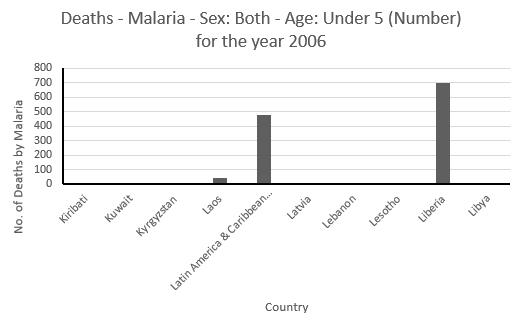 Deaths - Malaria - Sex: Both - Age: Under 5 (Number)
for the year 2006
800
700
600
500
400
300
200
100
0
No. of Deaths by Malaria
Kiribati
Kuwait
Kyrgyzstan
Laos
Latin America & Caribbean...
Latvia
Lebanon
Lesotho
Liberia
Libya
Country